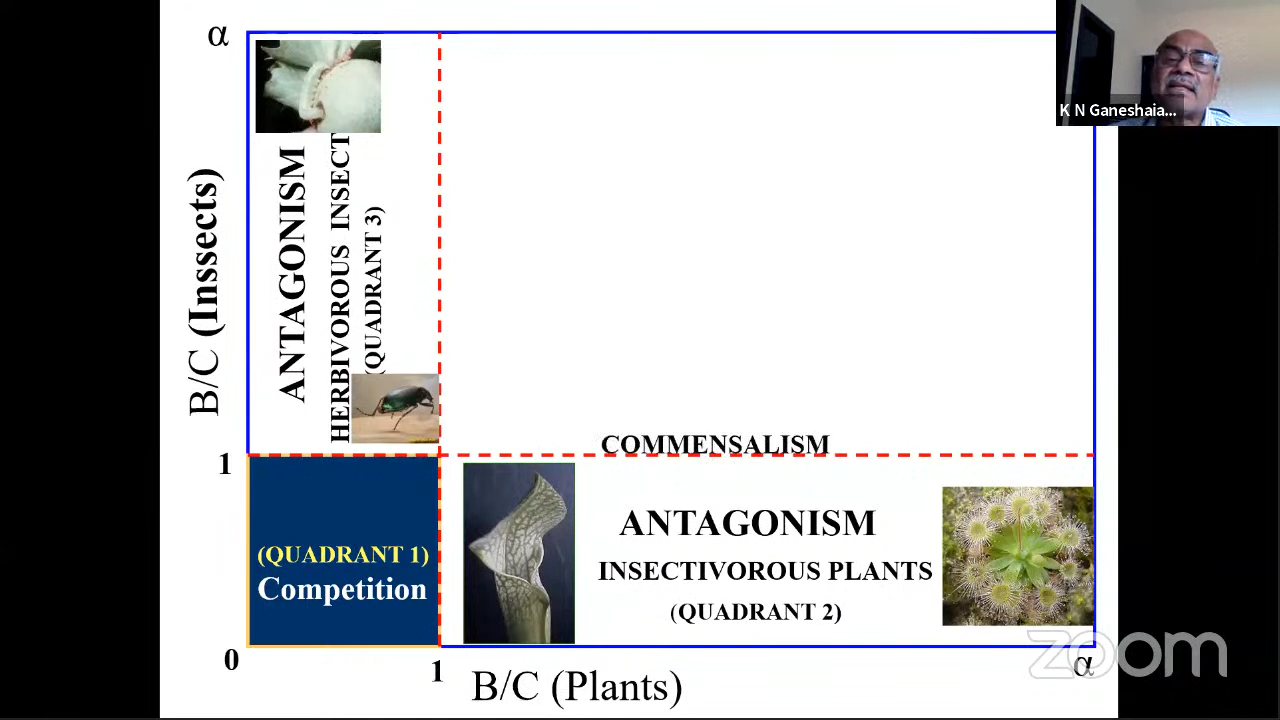 α
K N Ganeshaia...
B/C (Inssects)
ANTAGONISM
HERBIVOROUS INSECT
(QUADRANT 3)
COMMENSALISM
1
ANTAGONISM
INSECTIVOROUS PLANTS
(QUADRANT 2)
(QUADRANT 1)
Competition
0
1
B/C (Plants)
α
zoom